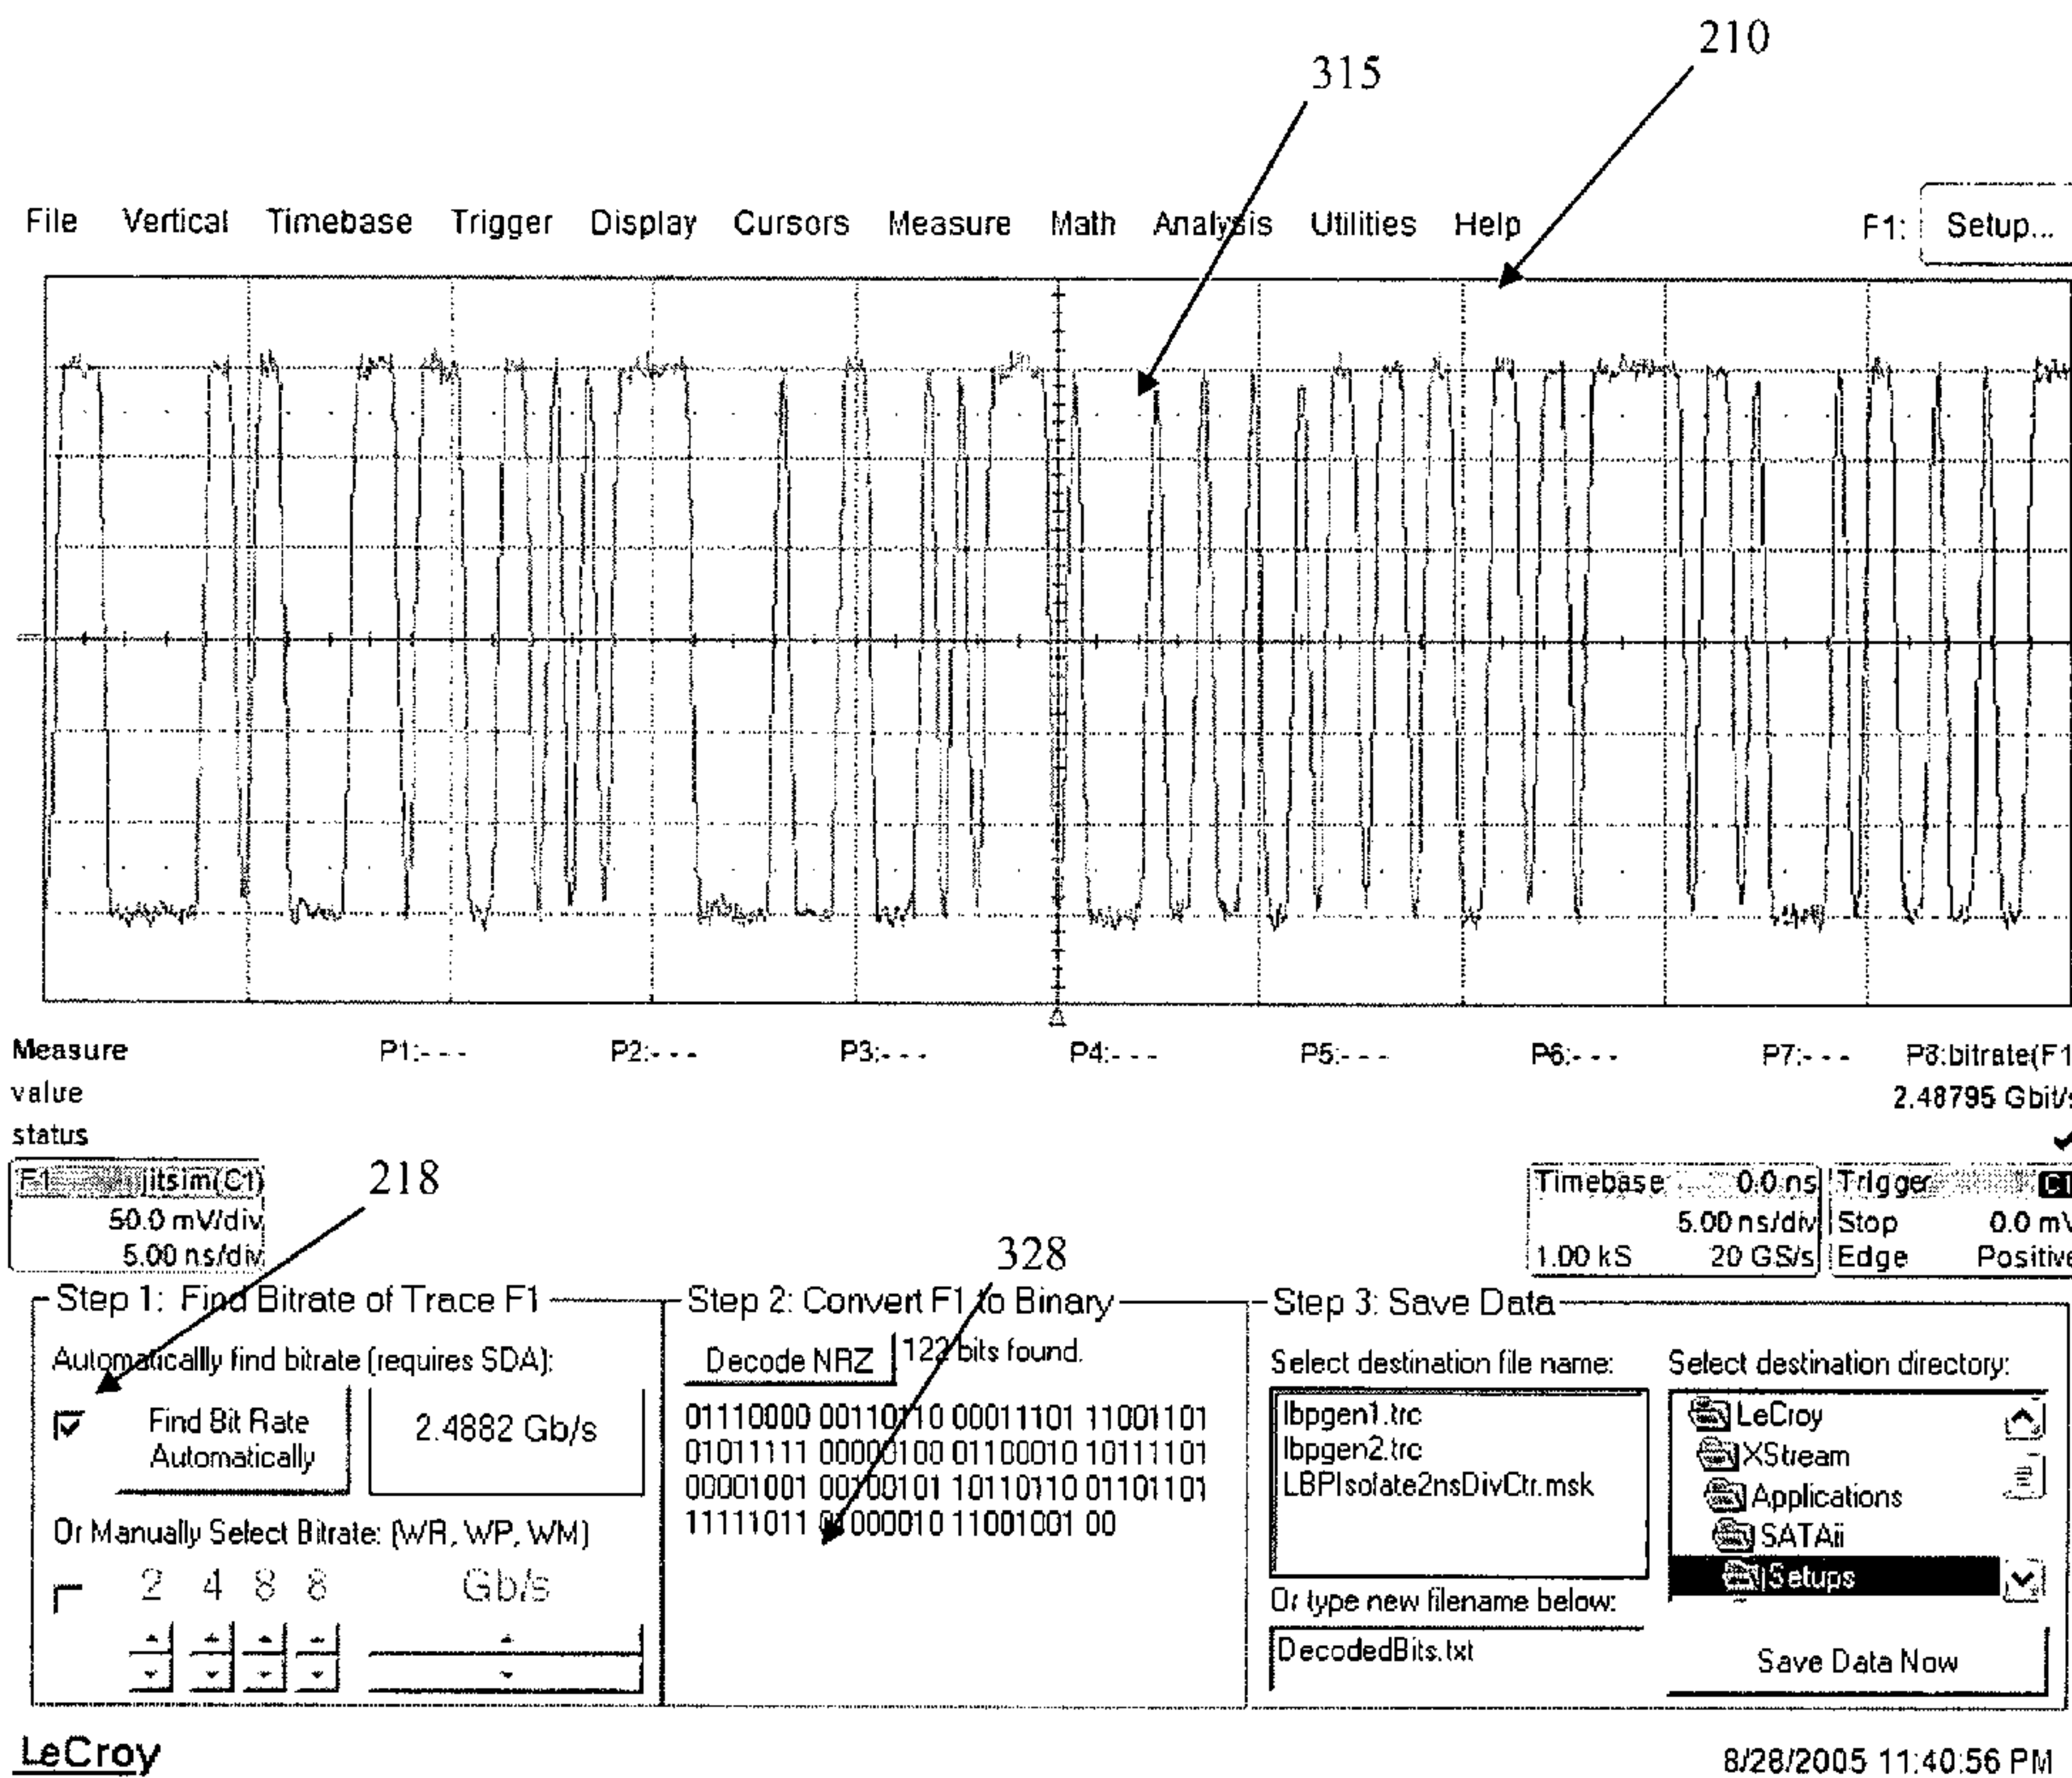 210
315
File Vertical Timebase Trigger Display Cursors Measure Math Analysis Utilities Help F1: Setup...
Measure P1:- - - P2:- - - P3:- - - P4:- - - P5:- - - P6:- - - P7:- - - P8:bitrate(F1
value 2.48795 Gbit/s
status
F1 jitsim(C1)
50.0 mV/div
5.00 ns/div
218
328
Timebase 0.0 ns
5.00 ns/div
1.00 kS 20 GS/s
Trigger C1
Stop 0.0 mV
Edge Positive
Step 1: Find Bitrate of Trace F1
Automaticallly find bitrate (requires SDA):
Find Bit Rate
Automatically
2.4882 Gb/s
Or Manually Select Bitrate: (WR, WP, WM)
2 4 8 8 Gb/s
Step 2: Convert F1 to Binary
Decode NRZ 122 bits found.
01110000 00110110 00011101 11001101
01011111 00000100 01100010 10111101
00001001 00100101 10110110 01101101
11111011 01000010 11001001 00
Step 3: Save Data
Select destination file name:
lbpgen1.trc
lbpgen2.trc
LBPIsolate2nsDivCtr.msk
Or type new filename below:
DecodedBits.txt
Select destination directory:
LeCroy
XStream
Applications
SATAii
Setups
Save Data Now
LeCroy
8/28/2005 11:40:56 PM